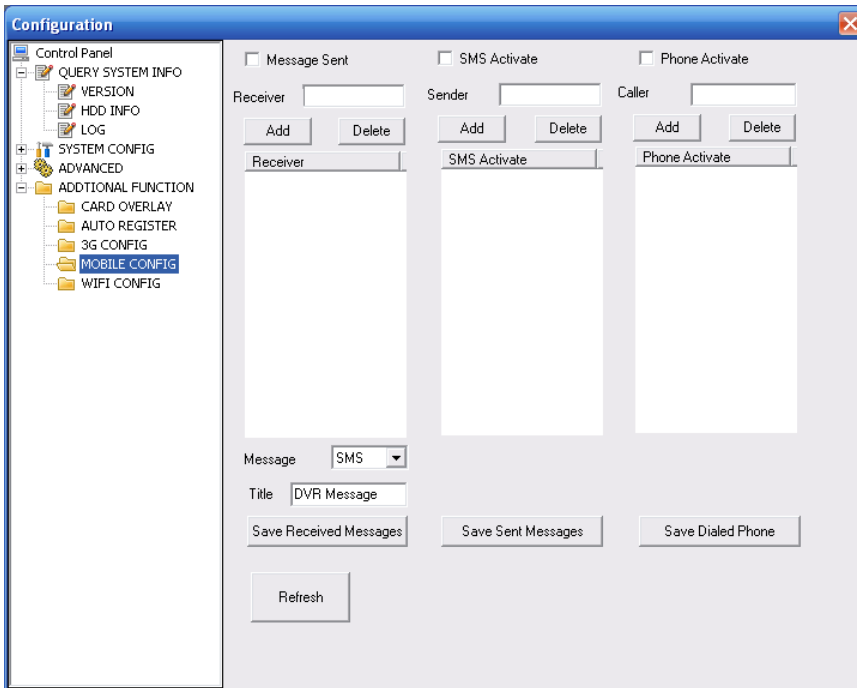 Configuration
Control Panel
QUERY SYSTEM INFO
VERSION
HDD INFO
LOG
SYSTEM CONFIG
ADVANCED
ADDTIONAL FUNCTION
CARD OVERLAY
AUTO REGISTER
3G CONFIG
MOBILE CONFIG
WIFI CONFIG
Message Sent
SMS Activate
Phone Activate
Receiver
Sender
Caller
Add
Delete
Add
Delete
Add
Delete
Receiver
SMS Activate
Phone Activate
Message
SMS
Title
DVR Message
Save Received Messages
Save Sent Messages
Save Dialed Phone
Refresh